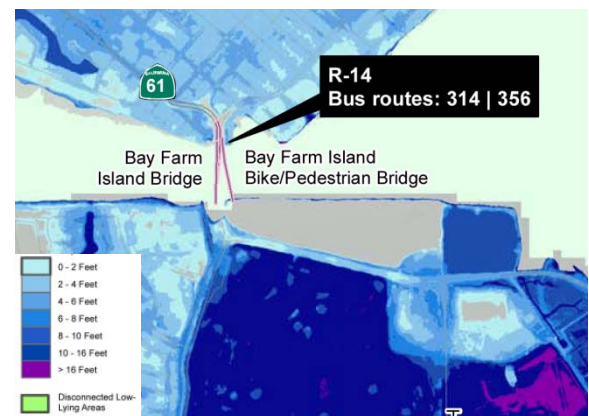 CALIFORNIA
61
R-14
Bus routes: 314 | 356
Bay Farm
Island Bridge
Bay Farm Island
Bike/Pedestrian Bridge
0 - 2 Feet
2 - 4 Feet
4 - 6 Feet
6 - 8 Feet
8 - 10 Feet
10 - 16 Feet
> 16 Feet
Disconnected Low-
Lying Areas